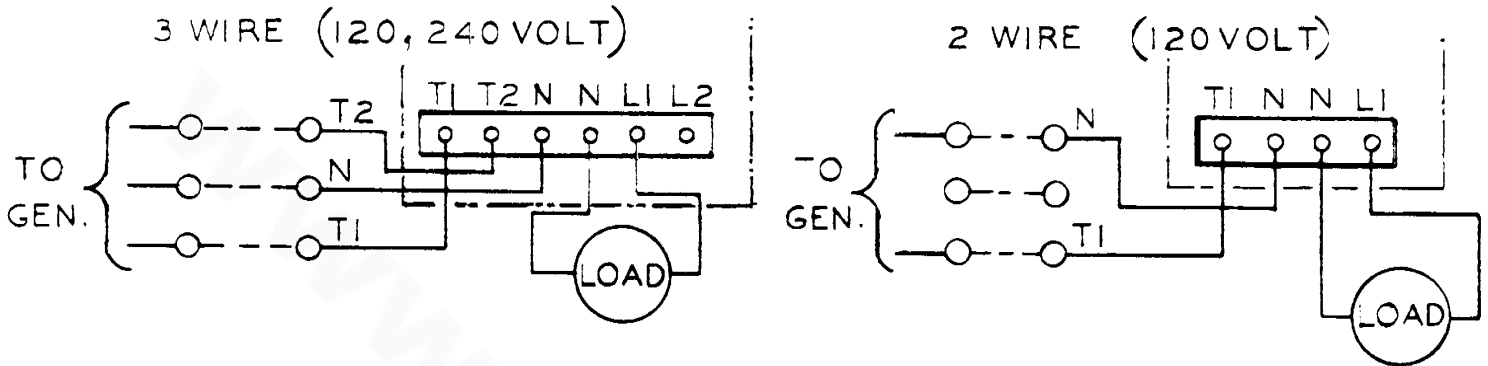 3 WIRE (120, 240 VOLT)
T1 T2 N N L1 L2
T2
TO
GEN.
N
T1
LOAD
2 WIRE (120 VOLT)
T1 N N L1
N
TO
GEN.
T1
LOAD